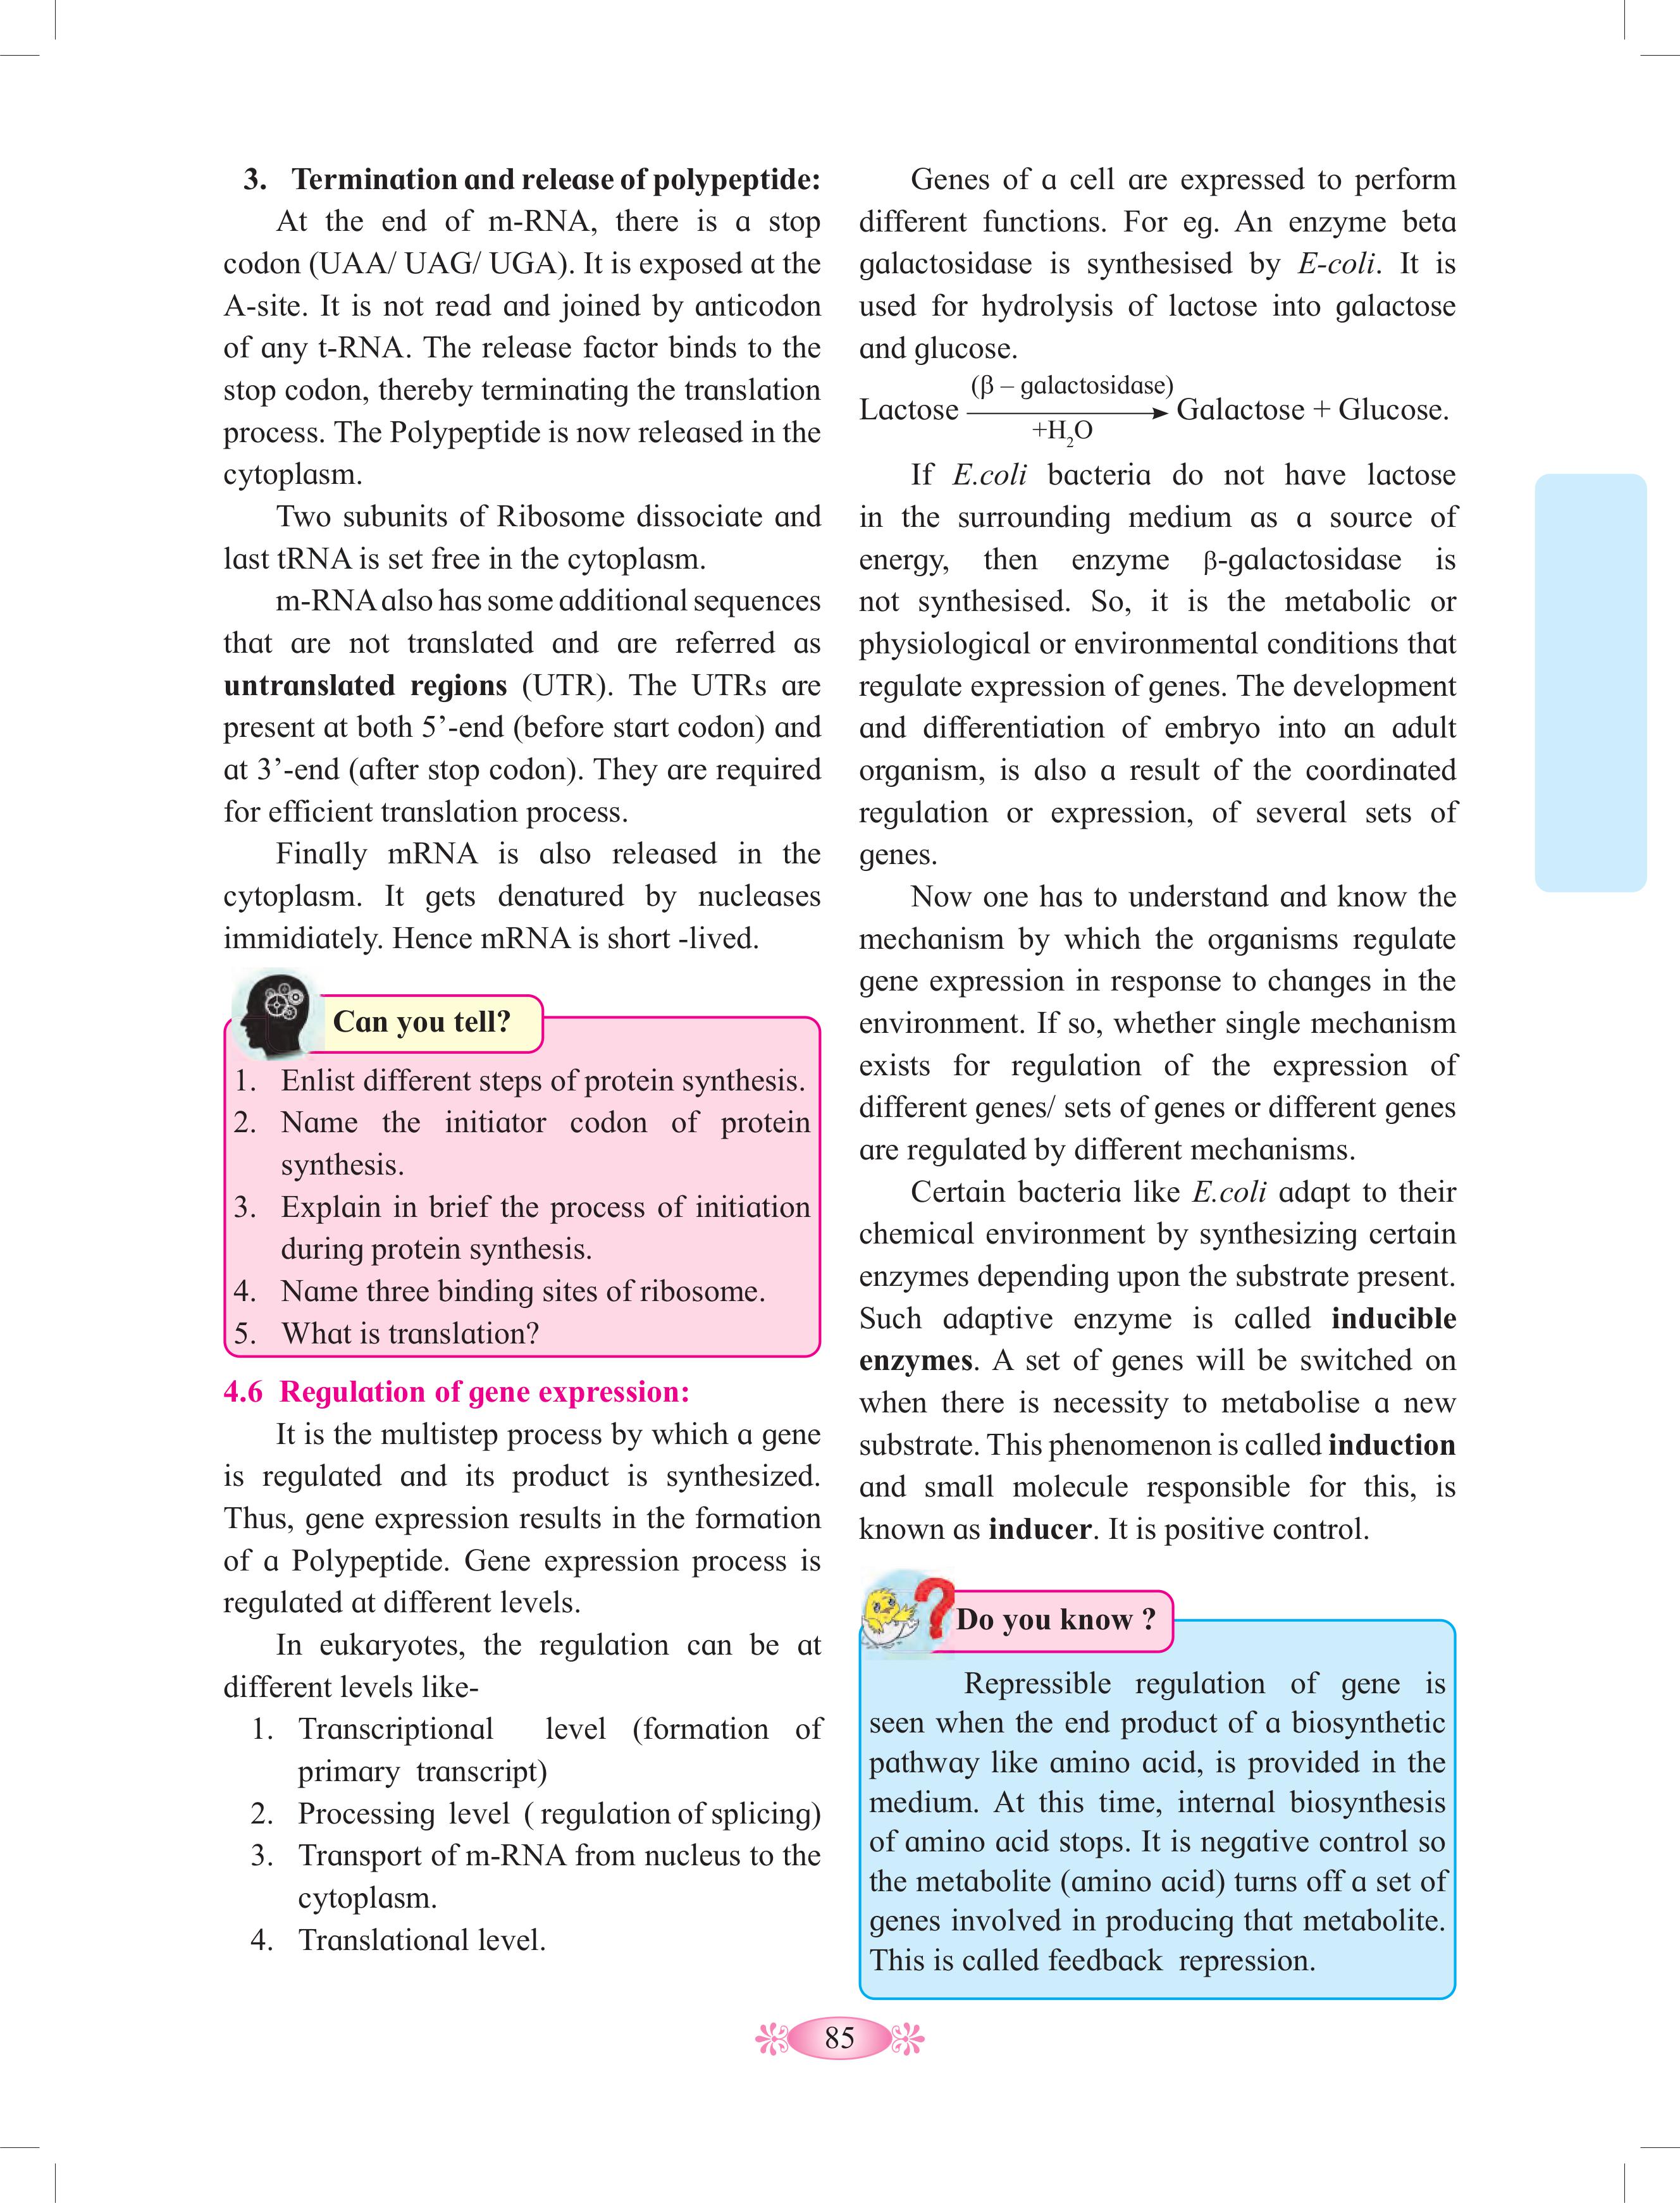 3. Termination and release of polypeptide:
At the end of m-RNA, there is a stop
codon (UAA/ UAG/ UGA). It is exposed at the
A-site. It is not read and joined by anticodon
of any t-RNA. The release factor binds to the
stop codon, thereby terminating the translation
process. The Polypeptide is now released in the
cytoplasm.
Two subunits of Ribosome dissociate and
last tRNA is set free in the cytoplasm.
m-RNA also has some additional sequences
that are not translated and are referred as
untranslated regions (UTR). The UTRs are
present at both 5’-end (before start codon) and
at 3’-end (after stop codon). They are required
for efficient translation process.
Finally mRNA is also released in the
cytoplasm. It gets denatured by nucleases
immidiately. Hence mRNA is short -lived.
Can you tell?
1. Enlist different steps of protein synthesis.
2. Name the initiator codon of protein
synthesis.
3. Explain in brief the process of initiation
during protein synthesis.
4. Name three binding sites of ribosome.
5. What is translation?
4.6 Regulation of gene expression:
It is the multistep process by which a gene
is regulated and its product is synthesized.
Thus, gene expression results in the formation
of a Polypeptide. Gene expression process is
regulated at different levels.
In eukaryotes, the regulation can be at
different levels like-
1. Transcriptional level (formation of
primary transcript)
2. Processing level ( regulation of splicing)
3. Transport of m-RNA from nucleus to the
cytoplasm.
4. Translational level.
Genes of a cell are expressed to perform
different functions. For eg. An enzyme beta
galactosidase is synthesised by E-coli. It is
used for hydrolysis of lactose into galactose
and glucose.
(β – galactosidase)
Lactose ⟶ Galactose + Glucose.
+H₂O
If E.coli bacteria do not have lactose
in the surrounding medium as a source of
energy, then enzyme β-galactosidase is
not synthesised. So, it is the metabolic or
physiological or environmental conditions that
regulate expression of genes. The development
and differentiation of embryo into an adult
organism, is also a result of the coordinated
regulation or expression, of several sets of
genes.
Now one has to understand and know the
mechanism by which the organisms regulate
gene expression in response to changes in the
environment. If so, whether single mechanism
exists for regulation of the expression of
different genes/ sets of genes or different genes
are regulated by different mechanisms.
Certain bacteria like E.coli adapt to their
chemical environment by synthesizing certain
enzymes depending upon the substrate present.
Such adaptive enzyme is called inducible
enzymes. A set of genes will be switched on
when there is necessity to metabolise a new
substrate. This phenomenon is called induction
and small molecule responsible for this, is
known as inducer. It is positive control.
Do you know ?
Repressible regulation of gene is
seen when the end product of a biosynthetic
pathway like amino acid, is provided in the
medium. At this time, internal biosynthesis
of amino acid stops. It is negative control so
the metabolite (amino acid) turns off a set of
genes involved in producing that metabolite.
This is called feedback repression.
85